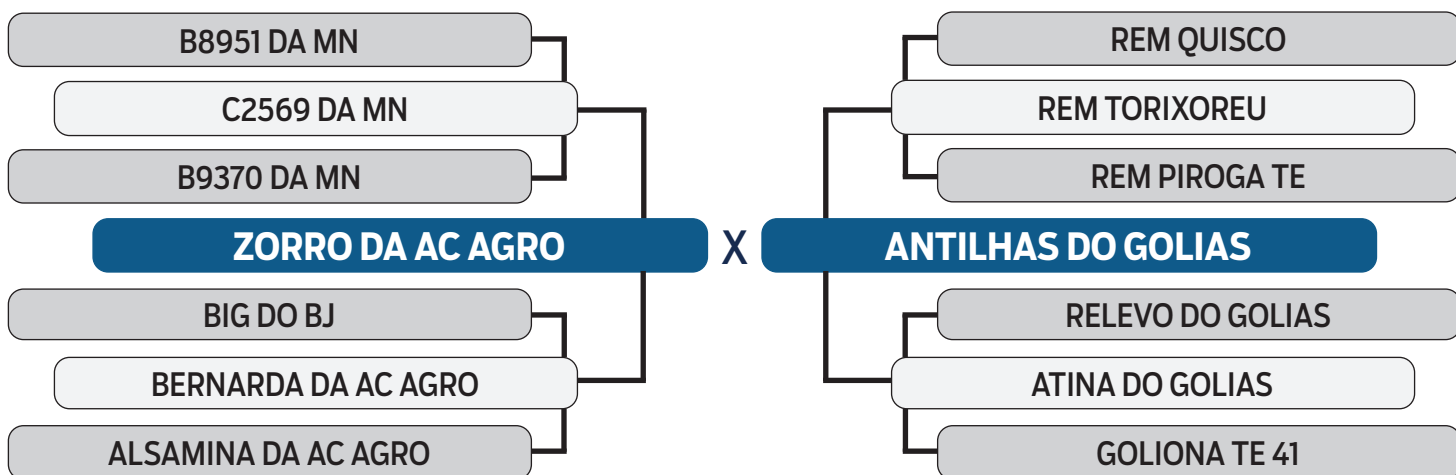 B8951 DA MN
C2569 DA MN
B9370 DA MN
ZORRO DA AC AGRO
BIG DO BJ
BERNARDA DA AC AGRO
ALSAMINA DA AC AGRO
X
REM QUISCO
REM TORIXOREU
REM PIROGA TE
ANTILHAS DO GOLIAS
RELEVO DO GOLIAS
ATINA DO GOLIAS
GOLIONA TE 41